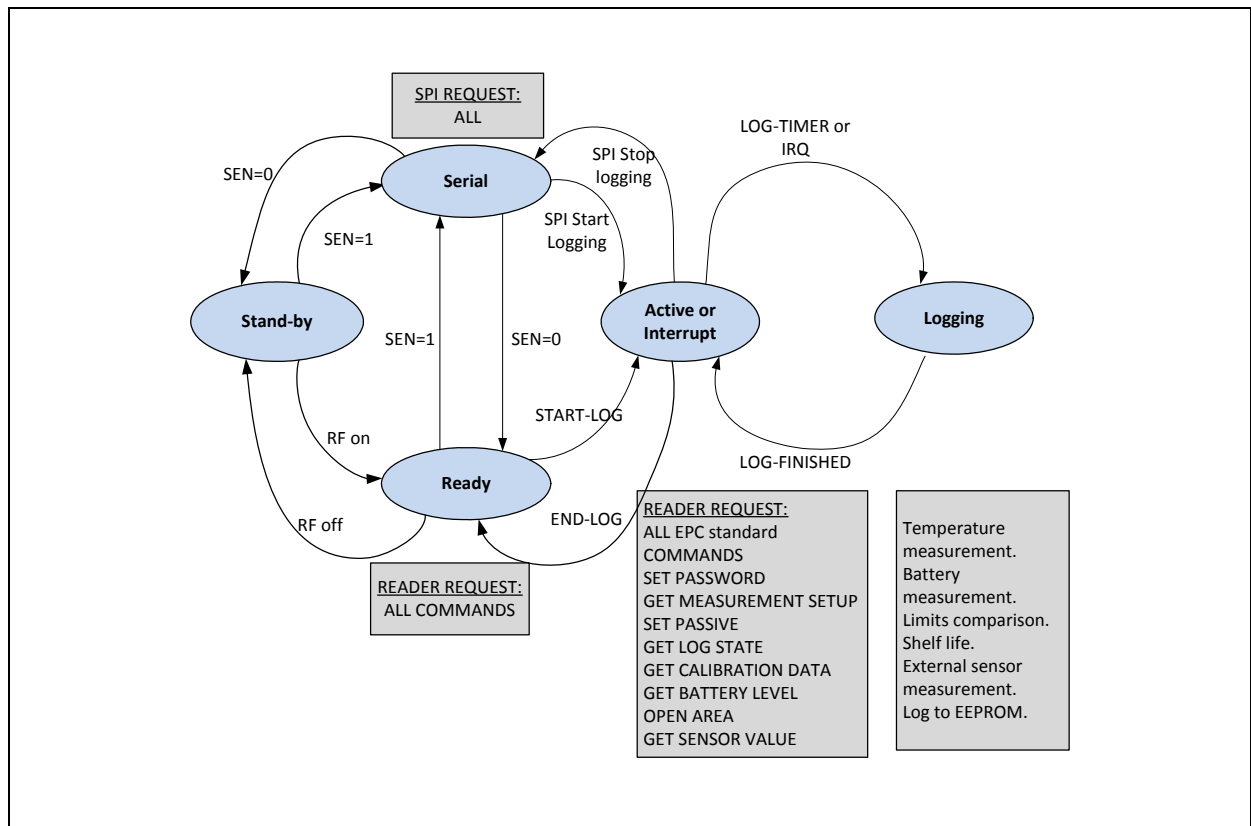 SPI REQUEST:
ALL
LOG-TIMER or
IRQ
SPI Stop
logging
SEN=0
Serial
SPI Start
Logging
SEN=1
Stand-by
Active or
Interrupt
Logging
SEN=1
SEN=0
START-LOG
RF on
LOG-FINISHED
Ready
RF off
END-LOG
READER REQUEST:
ALL COMMANDS
READER REQUEST:
ALL EPC standard
COMMANDS
SET PASSWORD
GET MEASUREMENT SETUP
SET PASSIVE
GET LOG STATE
GET CALIBRATION DATA
GET BATTERY LEVEL
OPEN AREA
GET SENSOR VALUE
Temperature
measurement.
Battery
measurement.
Limits comparison.
Shelf life.
External sensor
measurement.
Log to EEPROM.